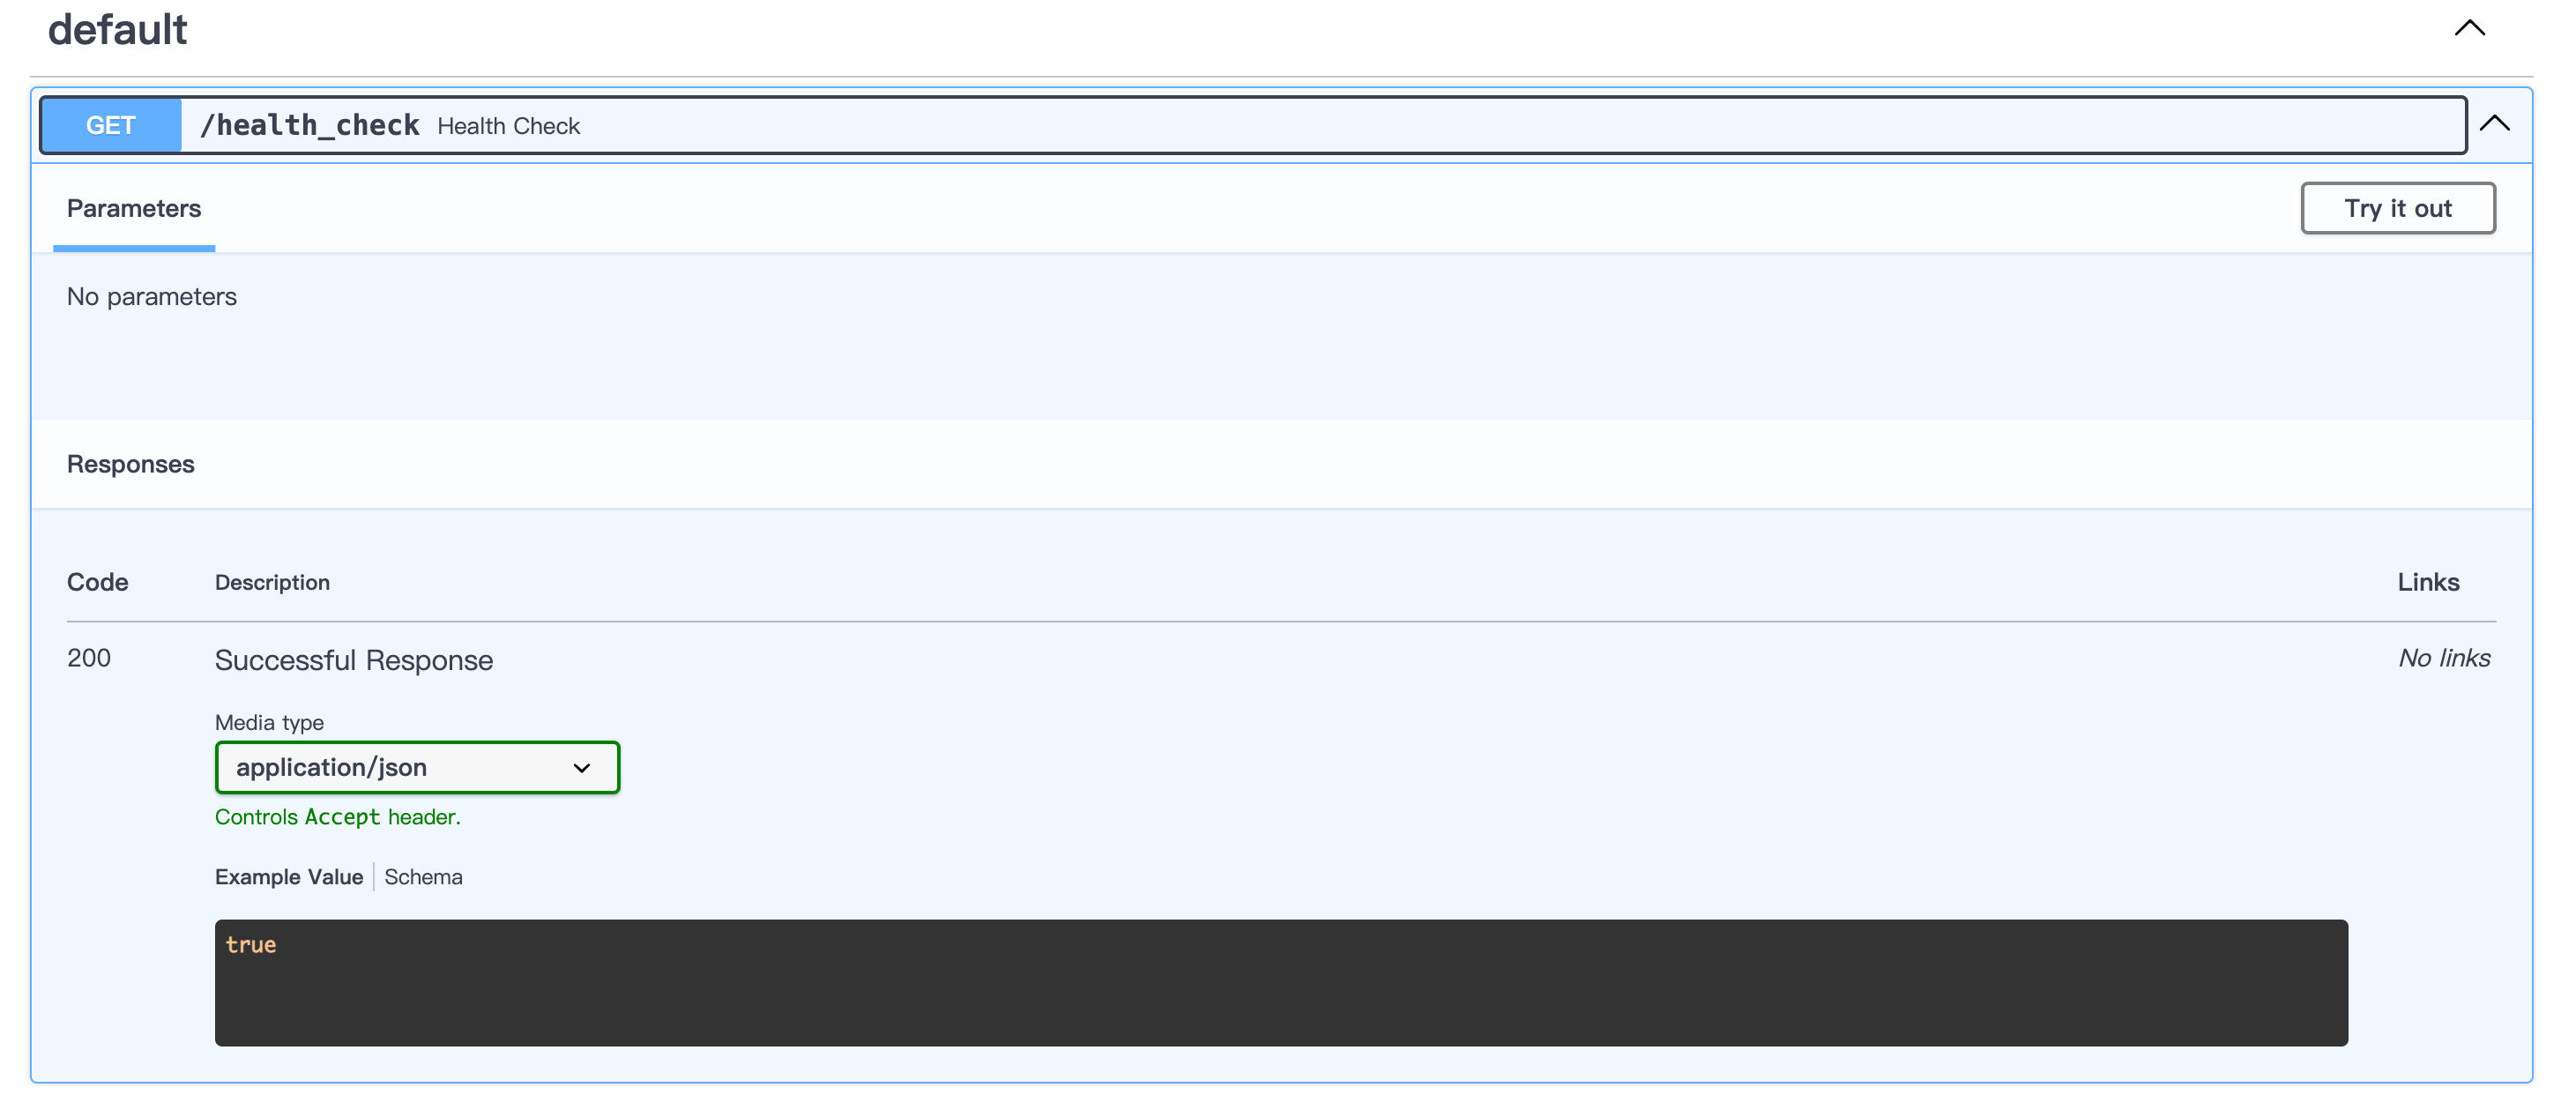 default
GET /health_check Health Check
Parameters
Try it out
No parameters
Responses
Code Description Links
200 Successful Response No links
Media type
application/json
Controls Accept header.
Example Value Schema
true